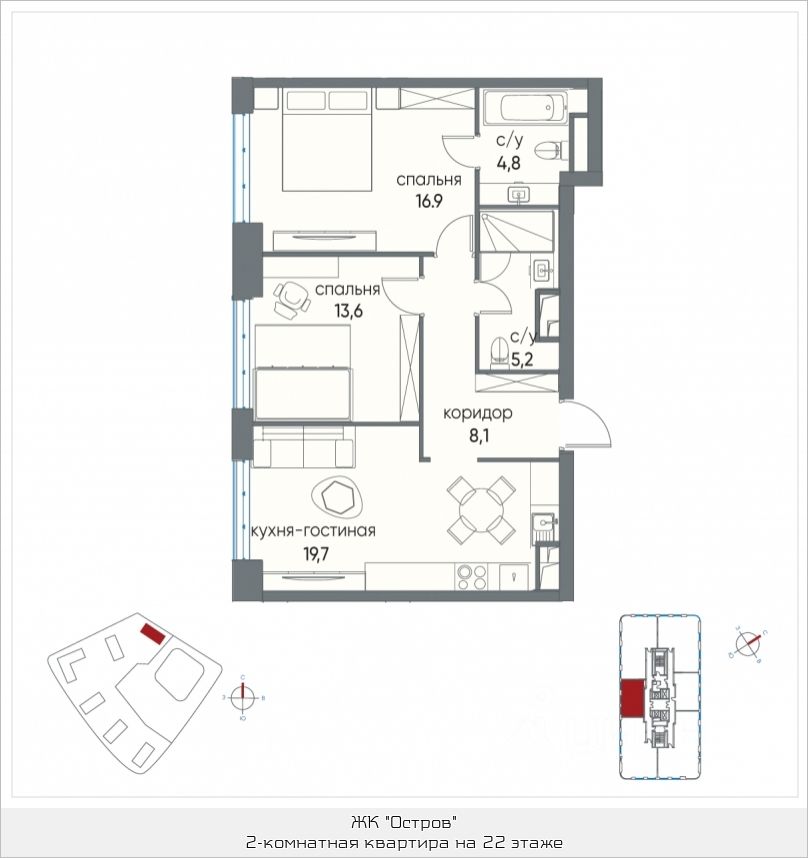 с/у
4,8
спальня
16.9
спальня
13,6
с/у
5,2
коридор
8,1
кухня-гостиная
19,7
С
З В
Ю
З С
Ю В
ЖК "Остров"
2-комнатная квартира на 22 этаже